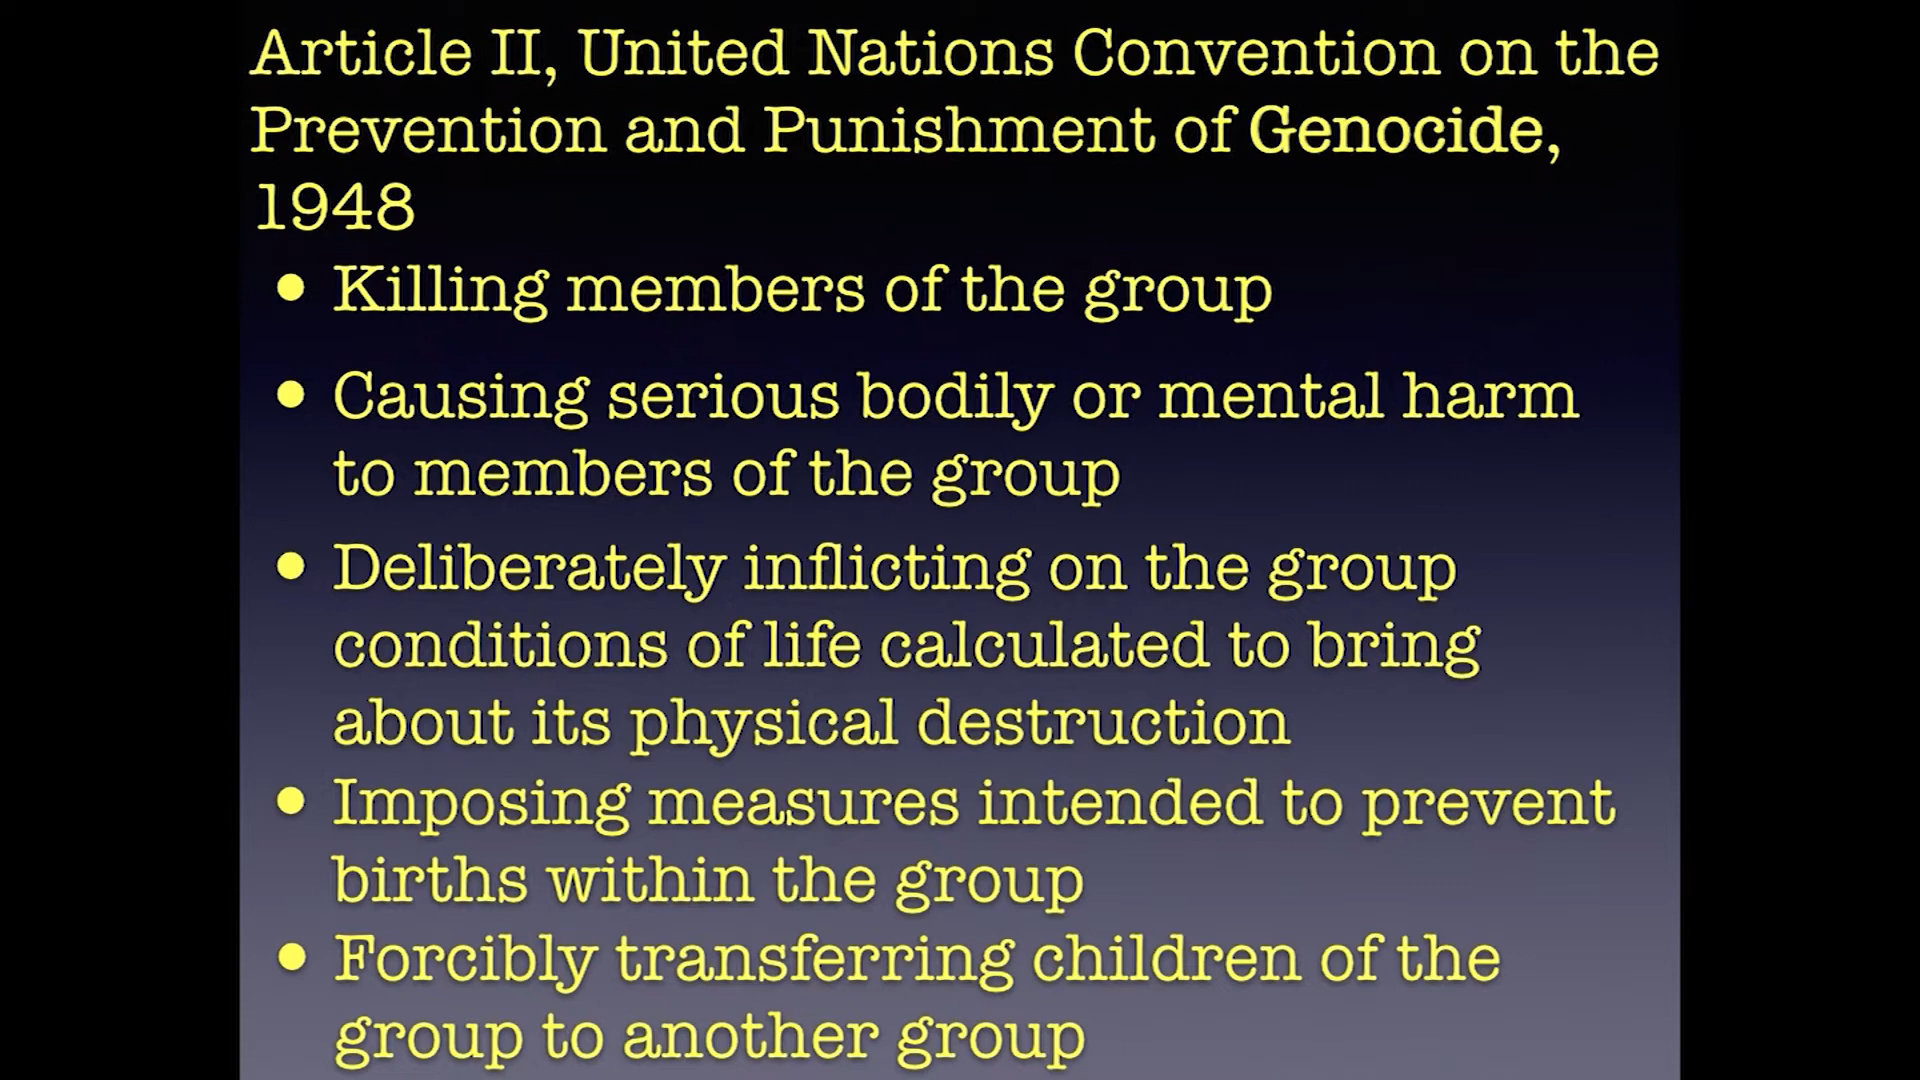 Article II, United Nations Convention on the
Prevention and Punishment of Genocide,
1948
• Killing members of the group
• Causing serious bodily or mental harm
to members of the group
• Deliberately inflicting on the group
conditions of life calculated to bring
about its physical destruction
• Imposing measures intended to prevent
births within the group
• Forcibly transferring children of the
group to another group